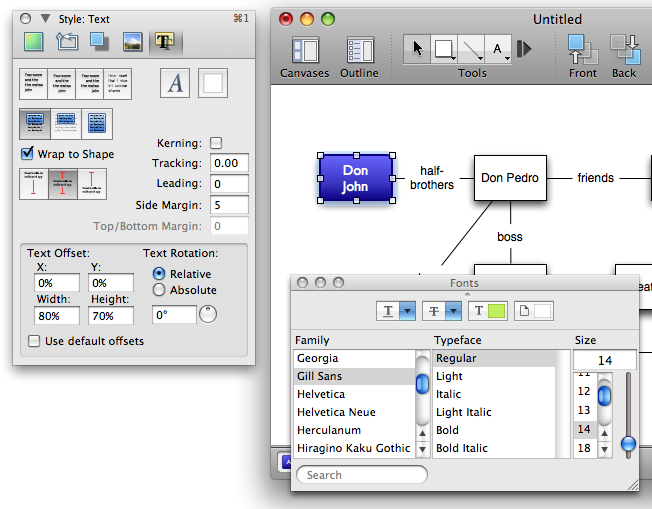 Style: Text
⌘1
Wrap to Shape
Kerning:
Tracking: 0.00
Leading: 0
Side Margin: 5
Top/Bottom Margin: 0
Text Offset:
X: Y:
0% 0%
Width: Height:
80% 70%
Use default offsets
Text Rotation:
Relative
Absolute
0°
Untitled
Canvases
Outline
Tools
Front
Back
Don
John
half-
brothers
Don Pedro
friends
boss
Fonts
Family
Georgia
Gill Sans
Helvetica
Helvetica Neue
Herculanum
Hiragino Kaku Gothic
Typeface
Regular
Light
Italic
Light Italic
Bold
Bold Italic
Size
14
11
12
13
14
18
Search